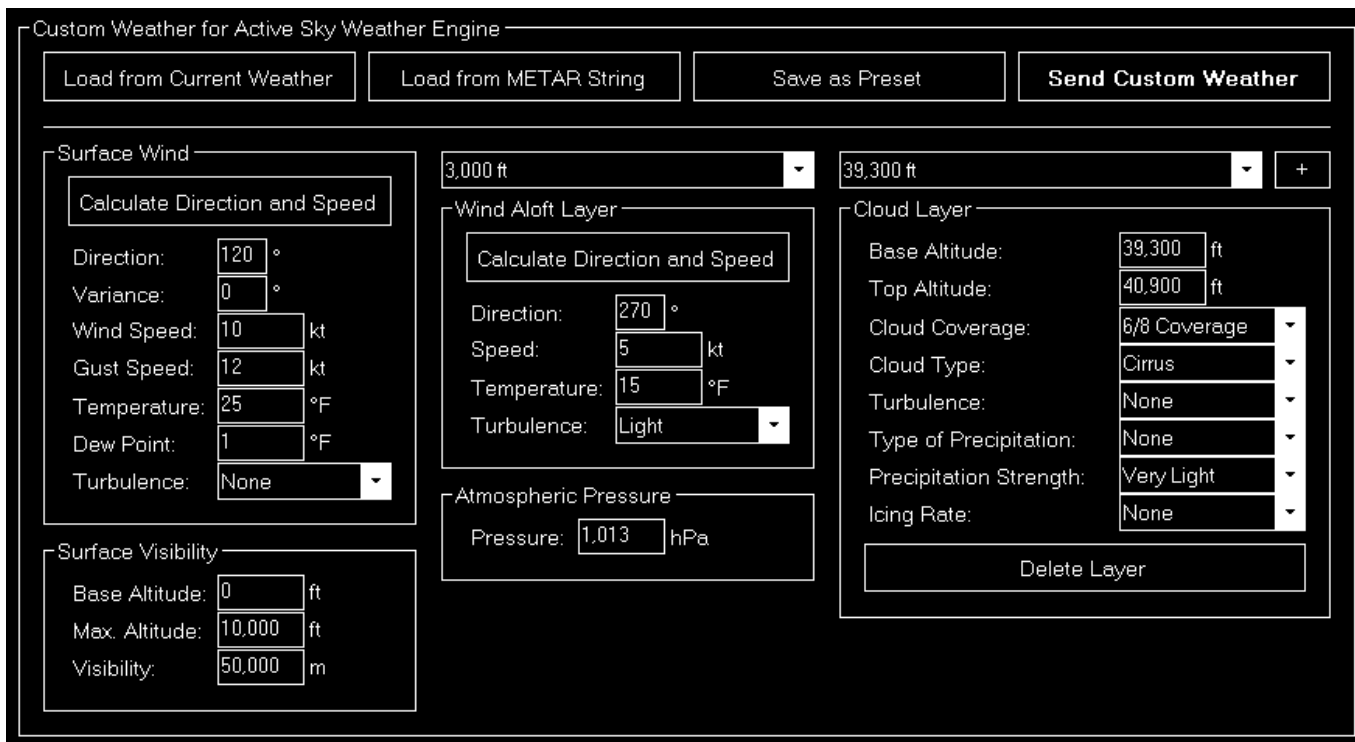 Custom Weather for Active Sky Weather Engine
Load from Current Weather
Load from METAR String
Save as Preset
Send Custom Weather
Surface Wind
Calculate Direction and Speed
Direction: 120 °
Variance: 0 °
Wind Speed: 10 kt
Gust Speed: 12 kt
Temperature: 25 °F
Dew Point: 1 °F
Turbulence: None
Surface Visibility
Base Altitude: 0 ft
Max. Altitude: 10,000 ft
Visibility: 50,000 m
3,000 ft
Wind Aloft Layer
Calculate Direction and Speed
Direction: 270 °
Speed: 5 kt
Temperature: 15 °F
Turbulence: Light
Atmospheric Pressure
Pressure: 1,013 hPa
39,300 ft
+
Cloud Layer
Base Altitude: 39,300 ft
Top Altitude: 40,900 ft
Cloud Coverage: 6/8 Coverage
Cloud Type: Cirrus
Turbulence: None
Type of Precipitation: None
Precipitation Strength: Very Light
Icing Rate: None
Delete Layer